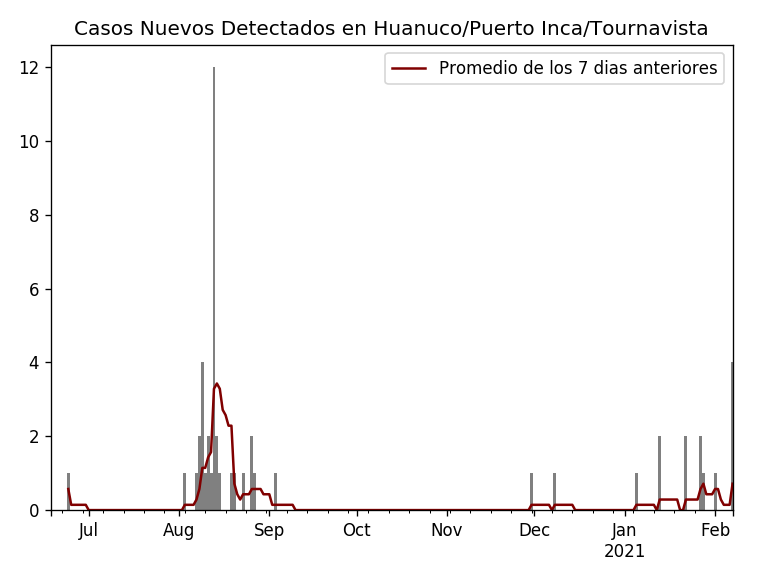 Casos Nuevos Detectados en Huanuco/Puerto Inca/Tournavista
Promedio de los 7 dias anteriores
12
10
8
6
4
2
0
Jul Aug Sep Oct Nov Dec Jan Feb
2021